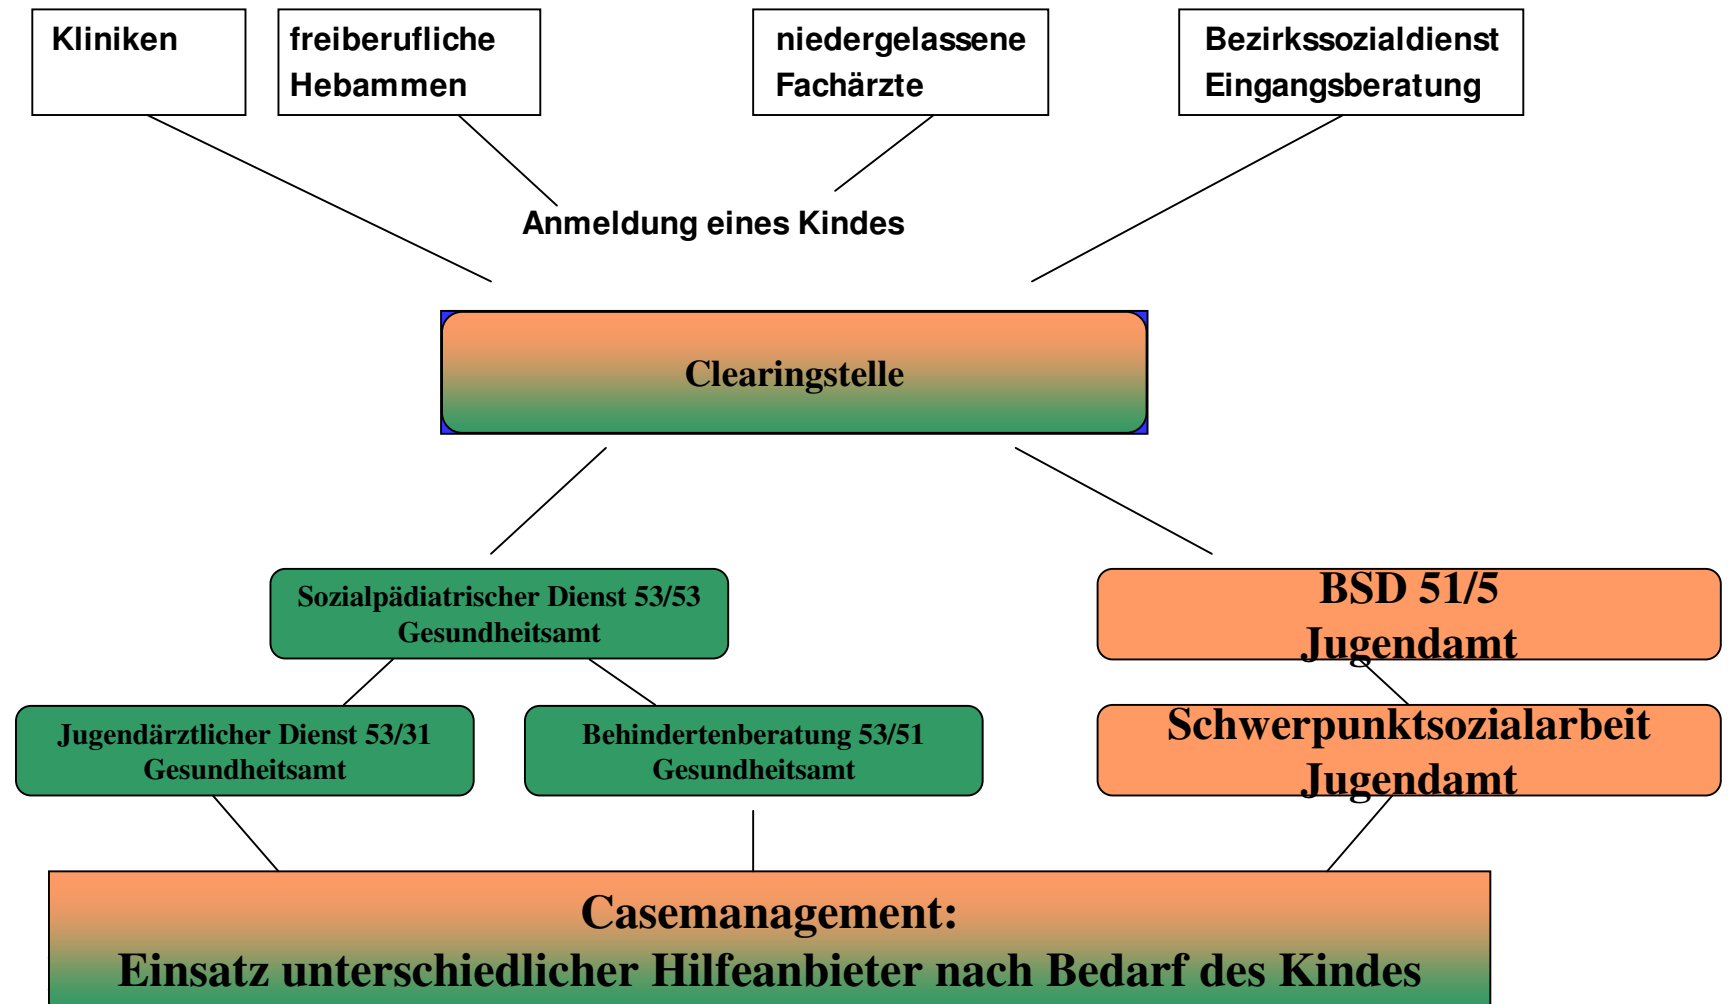 Kliniken
freiberufliche
Hebammen
niedergelassene
Fachärzte
Bezirkssozialdienst
Eingangsberatung
Anmeldung eines Kindes
Clearingstelle
Sozialpädiatrischer Dienst 53/53
Gesundheitsamt
BSD 51/5
Jugendamt
Jugendärztlicher Dienst 53/31
Gesundheitsamt
Behindertenberatung 53/51
Gesundheitsamt
Schwerpunktsozialarbeit
Jugendamt
Casemanagement:
Einsatz unterschiedlicher Hilfeanbieter nach Bedarf des Kindes